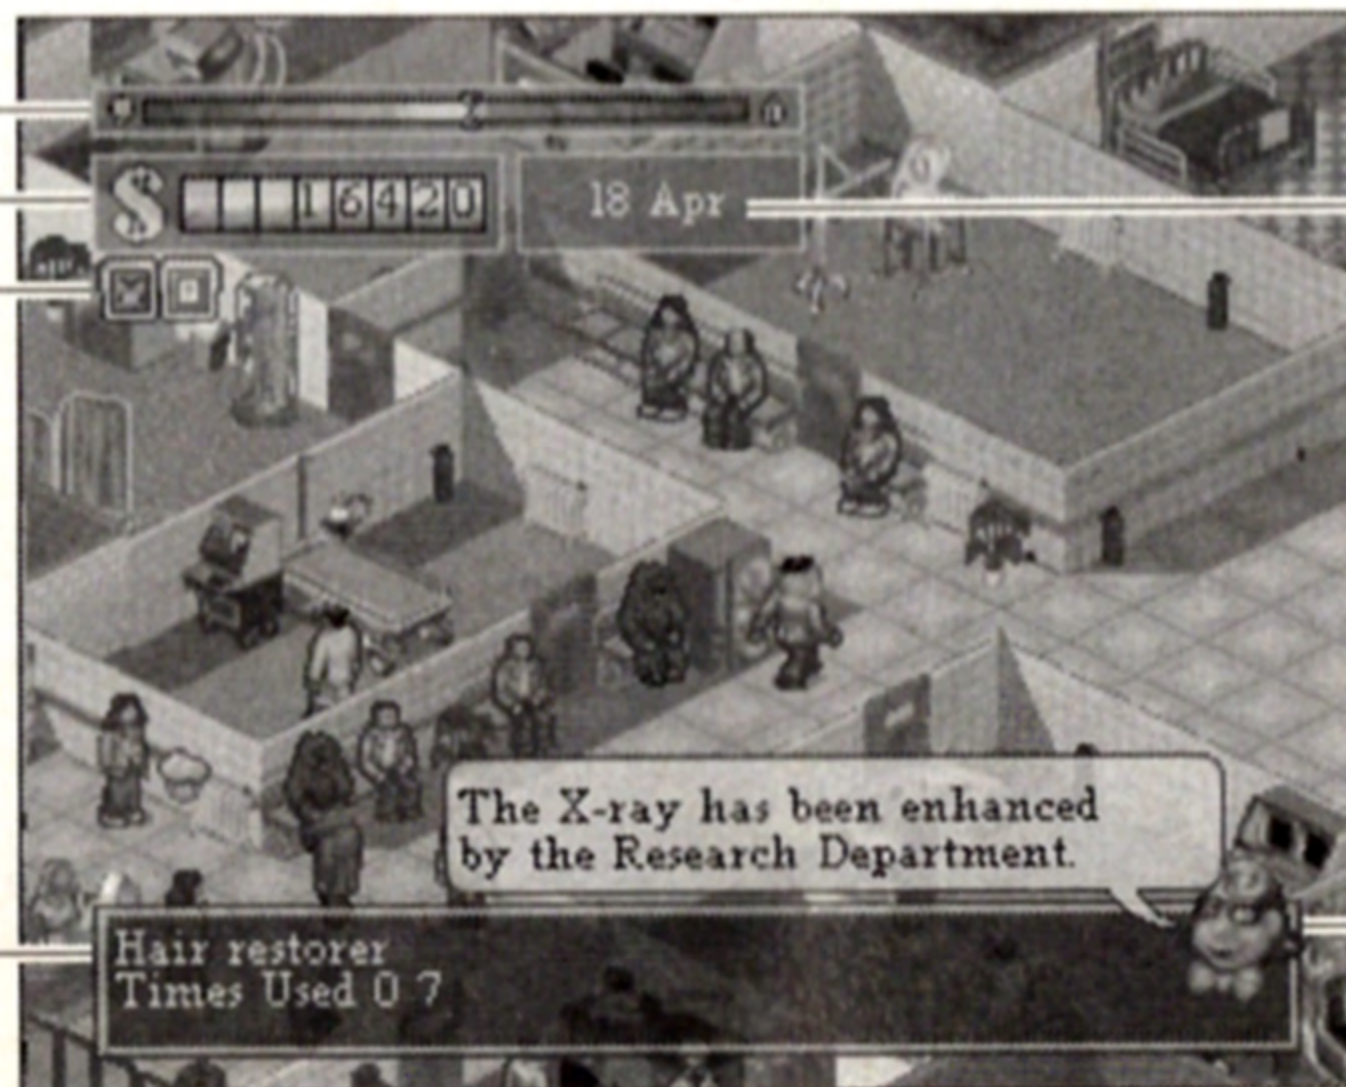 $ 16420
18 Apr
The X-ray has been enhanced
by the Research Department.
Hair restorer
Times Used 0 7